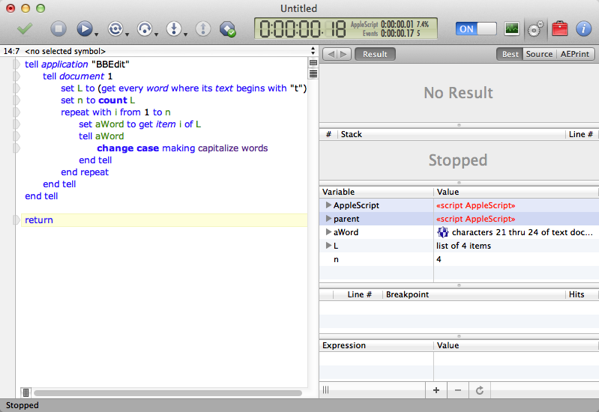 Untitled
0:00:00.18
AppleScript 0:00:00.01 7.4%
Events 0:00:00.17 S
ON
14:7 <no selected symbol>
Result
Best Source AEPrint
tell application "BBEdit"
tell document 1
set L to (get every word where its text begins with "t")
set n to count L
repeat with i from 1 to n
set aWord to get item i of L
tell aWord
change case making capitalize words
end tell
end repeat
end tell
end tell
return
No Result
# Stack Line #
Stopped
Variable Value
AppleScript «script AppleScript»
parent «script AppleScript»
aWord characters 21 thru 24 of text doc...
L list of 4 items
n 4
Line # Breakpoint Hits
Expression Value
Stopped